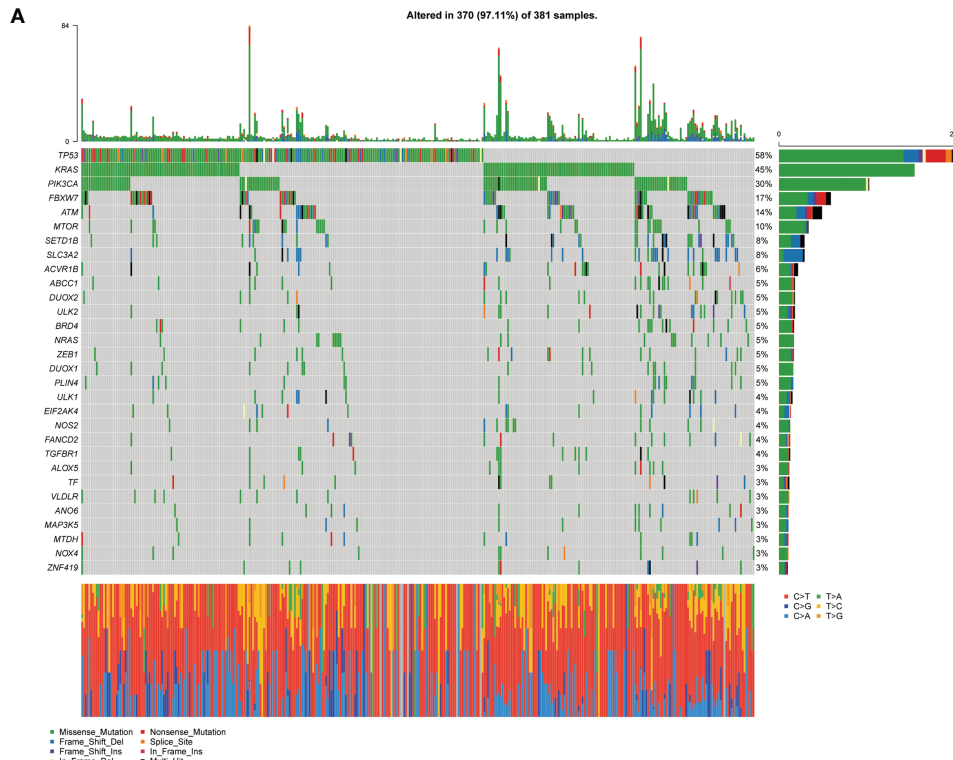 A
Altered in 370 (97.11%) of 381 samples.
84
0
0
2
TP53 58%
KRAS 45%
PIK3CA 30%
FBXW7 17%
ATM 14%
MTOR 10%
SETD1B 8%
SLC3A2 8%
ACVR1B 6%
ABCC1 5%
DUOX2 5%
ULK2 5%
BRD4 5%
NRAS 5%
ZEB1 5%
DUOX1 5%
PLIN4 5%
ULK1 4%
EIF2AK4 4%
NOS2 4%
FANCD2 4%
TGFBR1 4%
ALOX5 3%
TF 3%
VLDLR 3%
ANO6 3%
MAP3K5 3%
MTDH 3%
NOX4 3%
ZNF419 3%
C>T T>A
C>G T>C
C>A T>G
Missense_Mutation Nonsense_Mutation
Frame_Shift_Del Splice_Site
Frame_Shift_Ins In_Frame_Ins